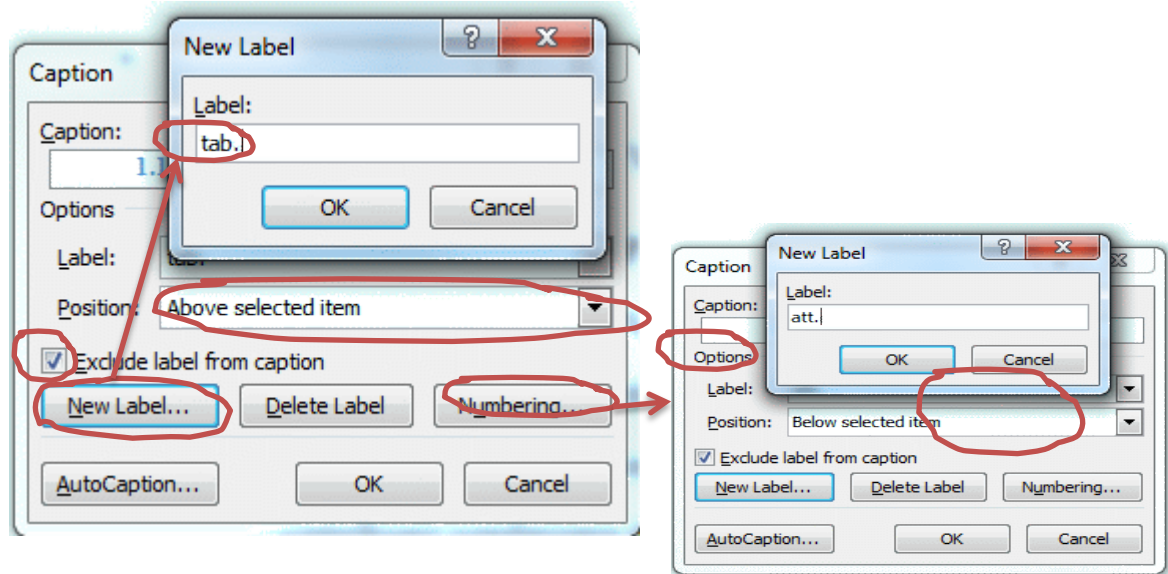 New Label
Caption
Label:
Caption:
tab.
1.1
OK
Cancel
Options
Label:
Position:
Above selected item
Exclude label from caption
New Label...
Delete Label
Numbering...
AutoCaption...
OK
Cancel
New Label
Caption
Label:
Caption:
att.
Options
OK
Cancel
Label:
Position:
Below selected item
Exclude label from caption
New Label...
Delete Label
Numbering...
AutoCaption...
OK
Cancel